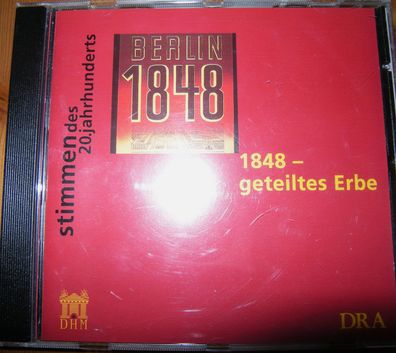 stimmen des
20.jahrhunderts
BERLIN
1848
1848 –
geteiltes Erbe
DHM
DRA